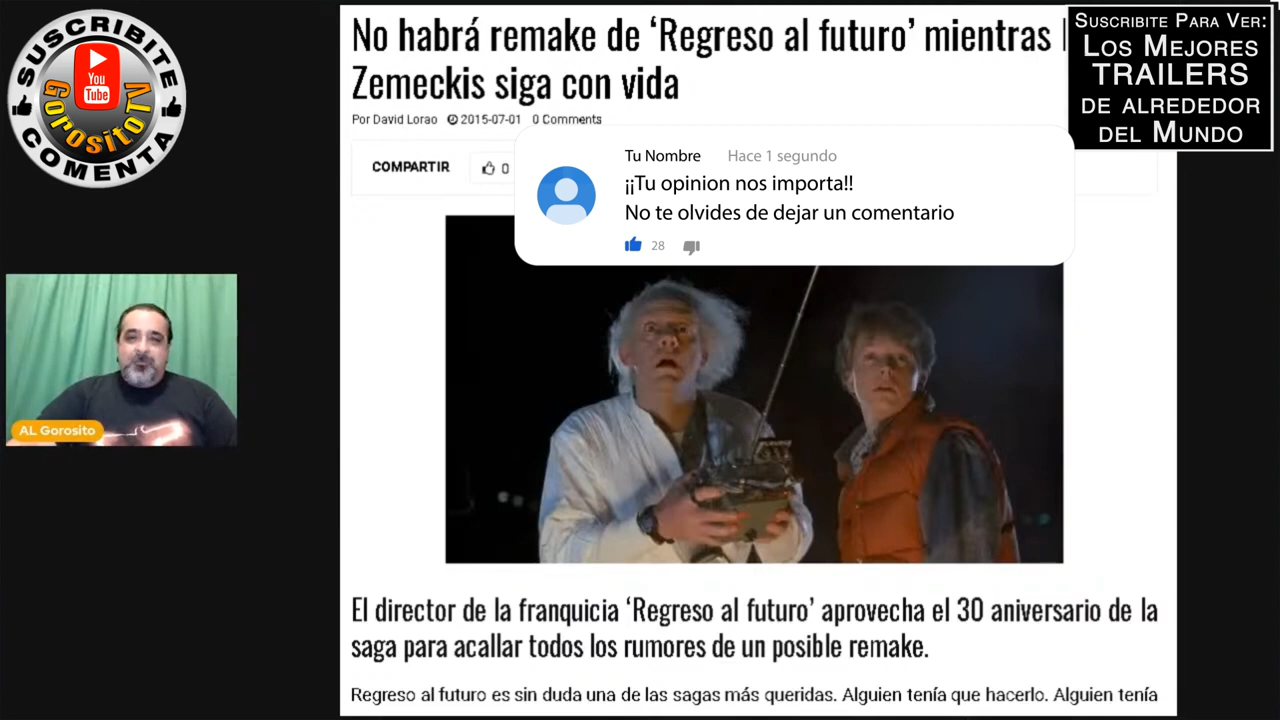 SUSCRIBITE
You
Tube
GorositoTV
COMENTA
No habrá remake de ‘Regreso al futuro’ mientras
Zemeckis siga con vida
Por David Lorao 2015-07-01 0 Comments
COMPARTIR 0
SUSCRIBITE PARA VER:
LOS MEJORES
TRAILERS
DE ALREDEDOR
DEL MUNDO
Tu Nombre Hace 1 segundo
¡¡Tu opinion nos importa!!
No te olvides de dejar un comentario
28
AL Gorosito
El director de la franquicia ‘Regreso al futuro’ aprovecha el 30 aniversario de la
saga para acallar todos los rumores de un posible remake.
Regreso al futuro es sin duda una de las sagas más queridas. Alguien tenía que hacerlo. Alguien tenía